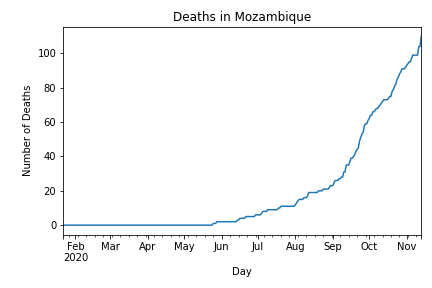 Deaths in Mozambique
Number of Deaths
100
80
60
40
20
0
Feb Mar Apr May Jun Jul Aug Sep Oct Nov
2020
Day